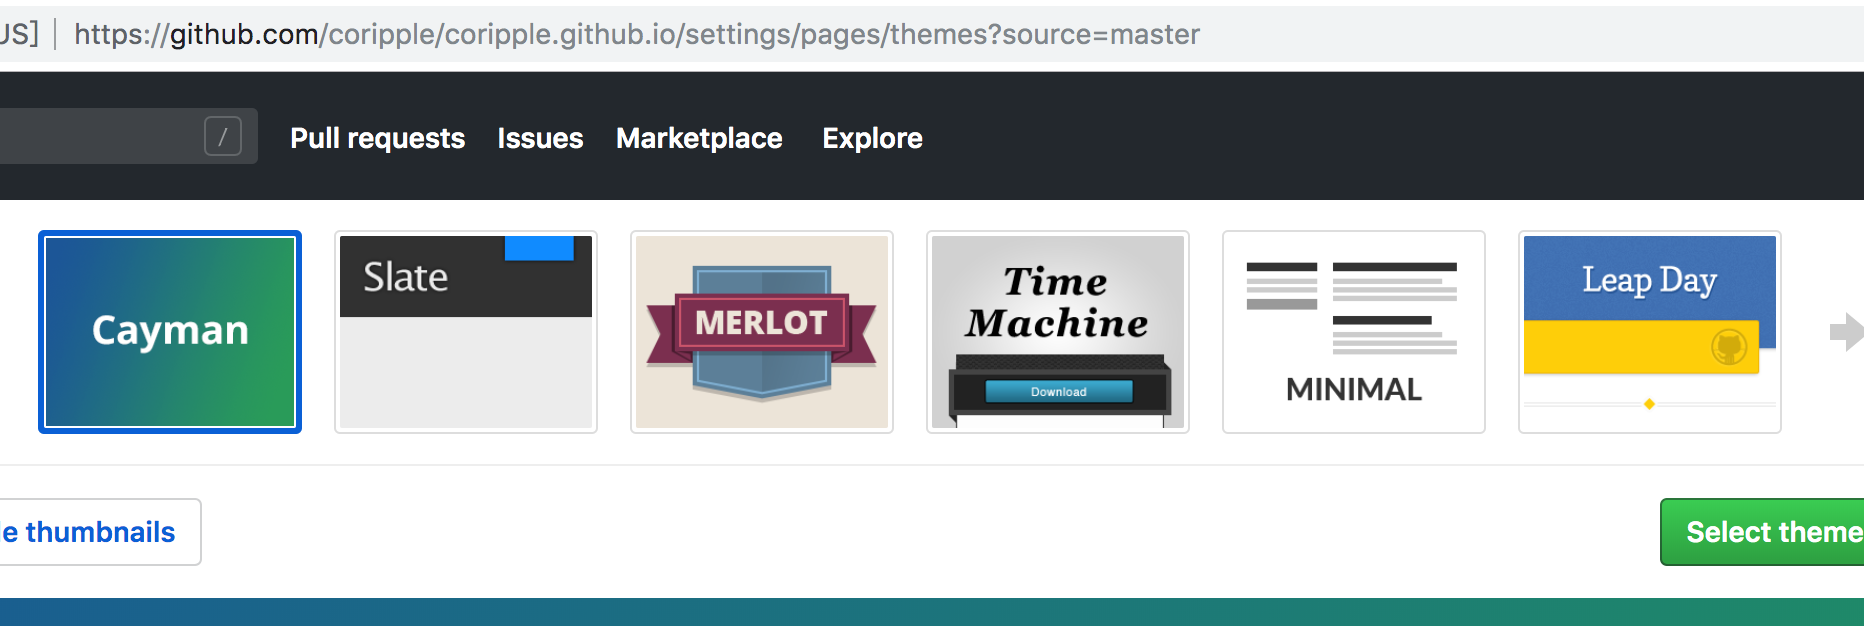 US] https://github.com/coripple/coripple.github.io/settings/pages/themes?source=master
/ Pull requests Issues Marketplace Explore
Cayman
Slate
MERLOT
Time
Machine
Download
MINIMAL
Leap Day
e thumbnails
Select theme